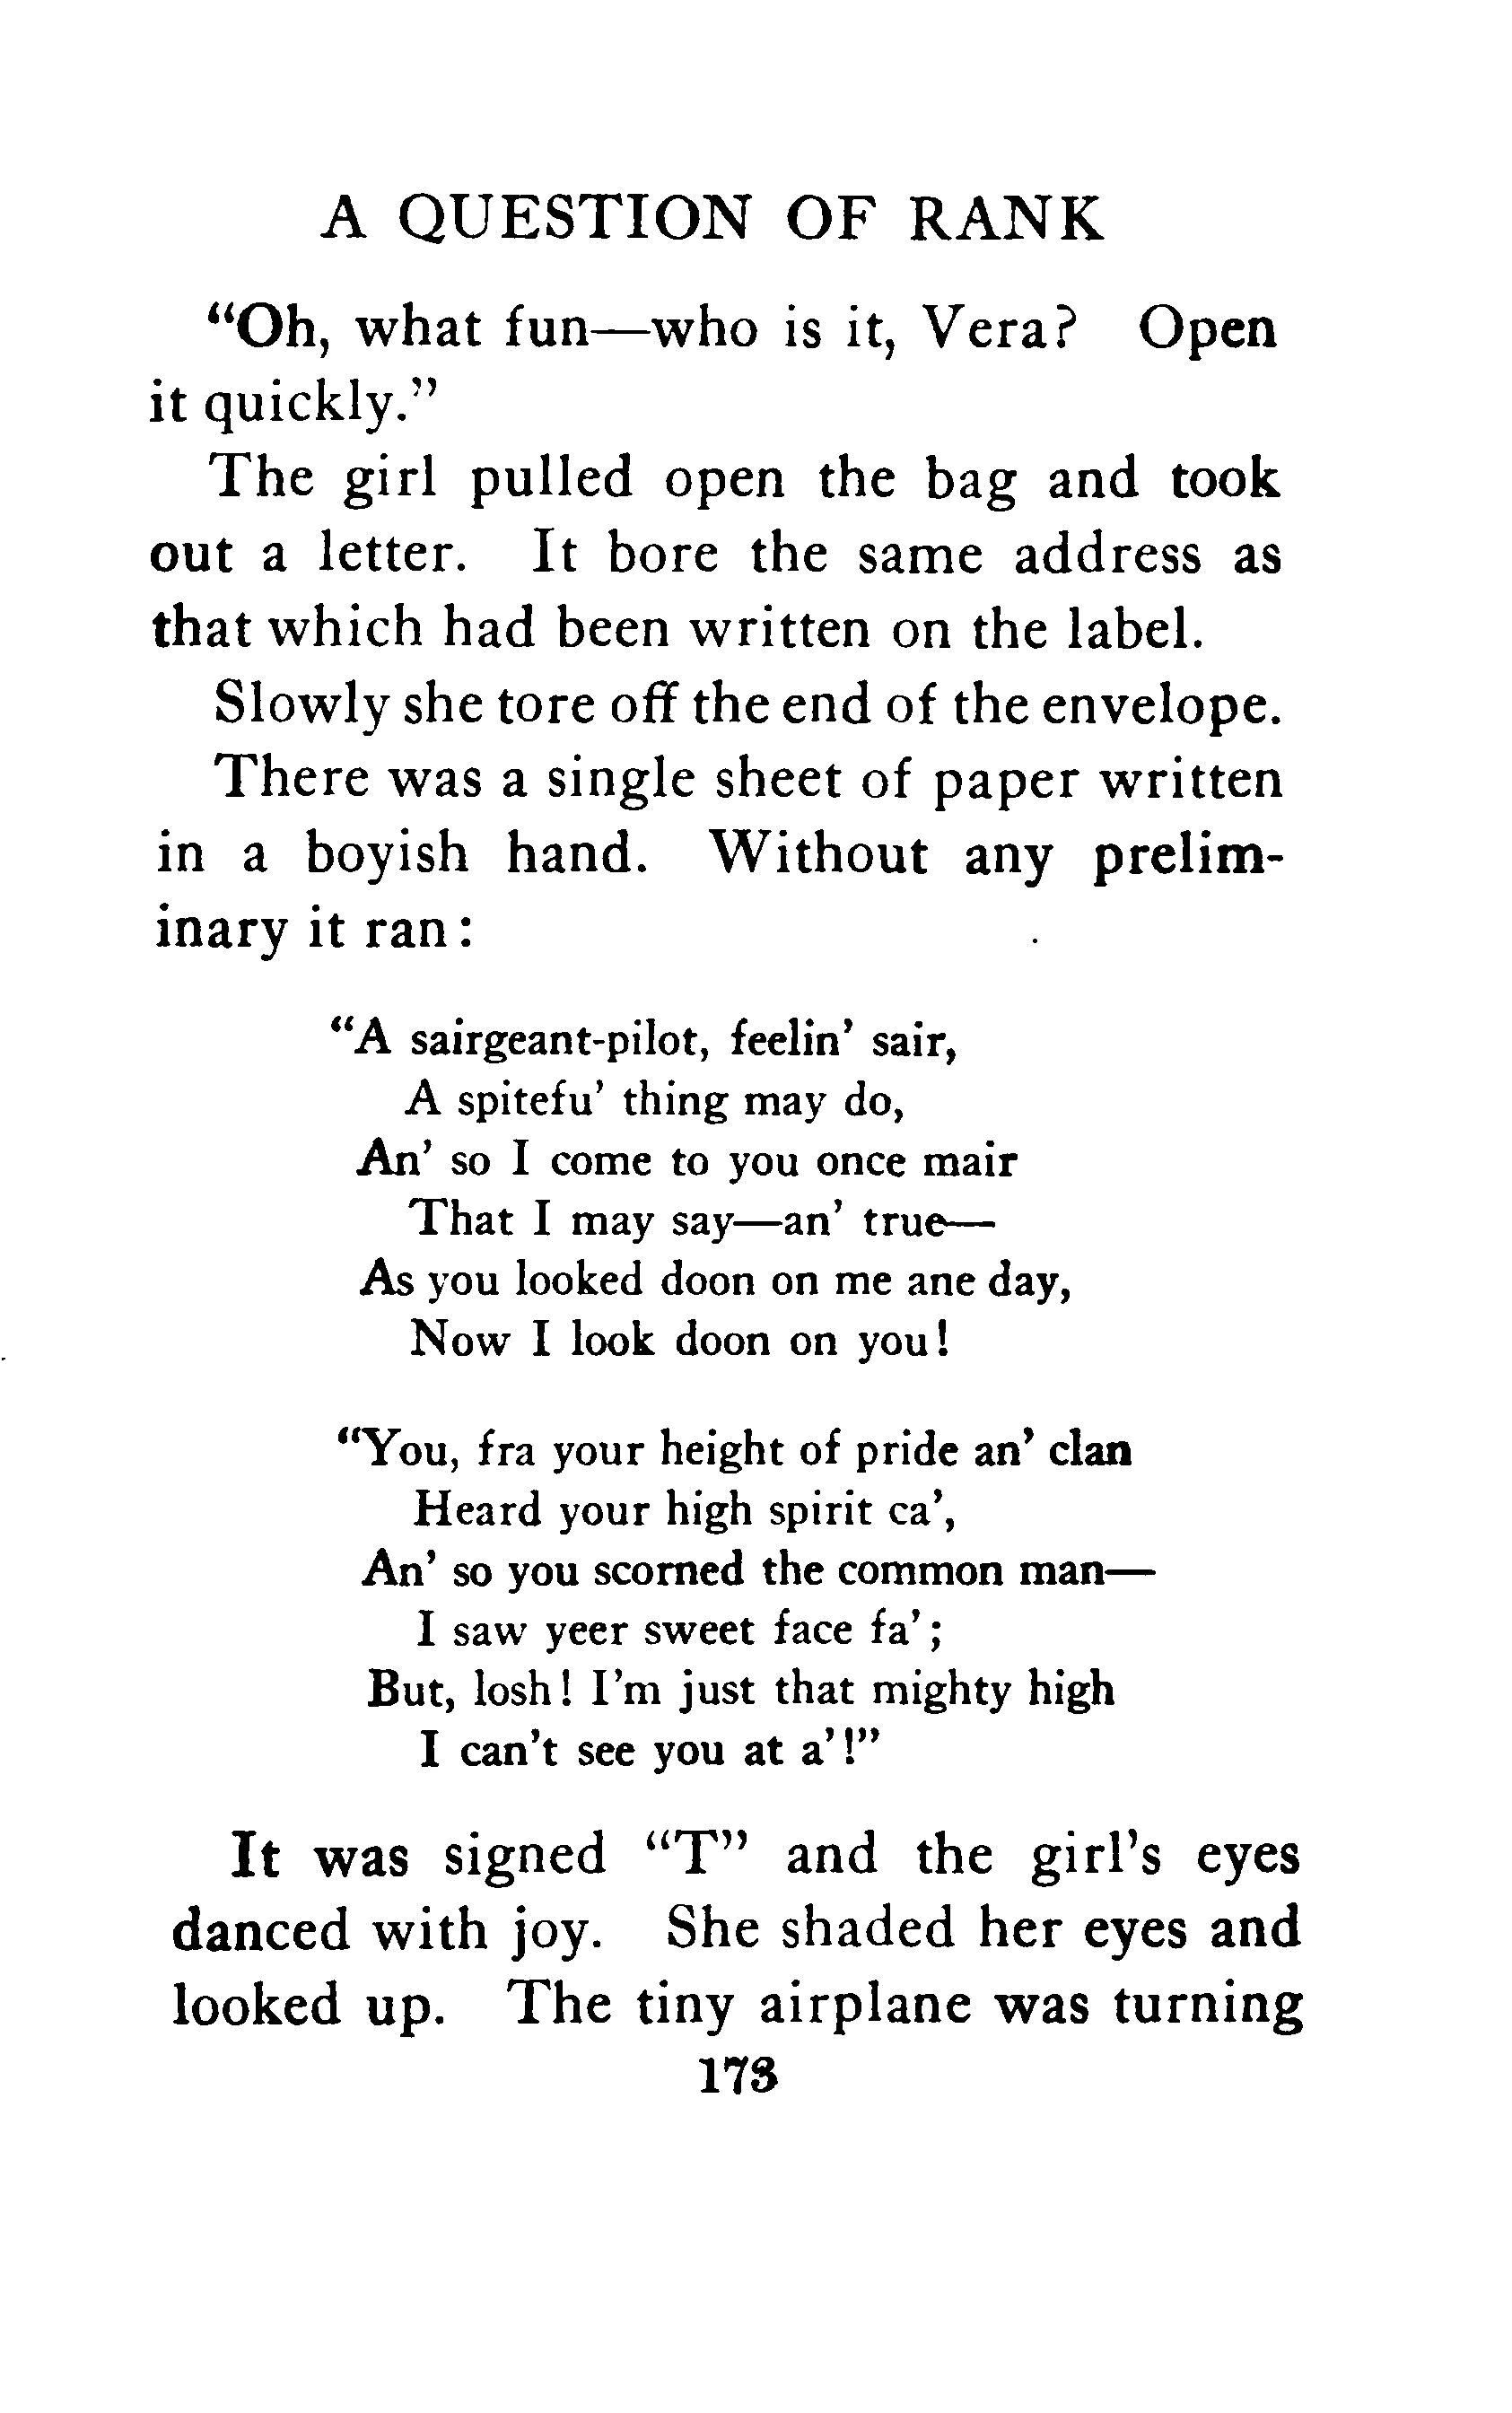 A QUESTION OF RANK
“Oh, what fun—who is it, Vera? Open
it quickly.”
The girl pulled open the bag and took
out a letter. It bore the same address as
that which had been written on the label.
Slowly she tore off the end of the envelope.
There was a single sheet of paper written
in a boyish hand. Without any prelim-
inary it ran:
“A sairgeant-pilot, feelin’ sair,
A spitefu’ thing may do,
An’ so I come to you once mair
That I may say—an’ true—
As you looked doon on me ane day,
Now I look doon on you!
“You, fra your height of pride an’ clan
Heard your high spirit ca’,
An’ so you scorned the common man—
I saw yeer sweet face fa’;
But, losh! I’m just that mighty high
I can’t see you at a’!”
It was signed “T” and the girl’s eyes
danced with joy. She shaded her eyes and
looked up. The tiny airplane was turning
173